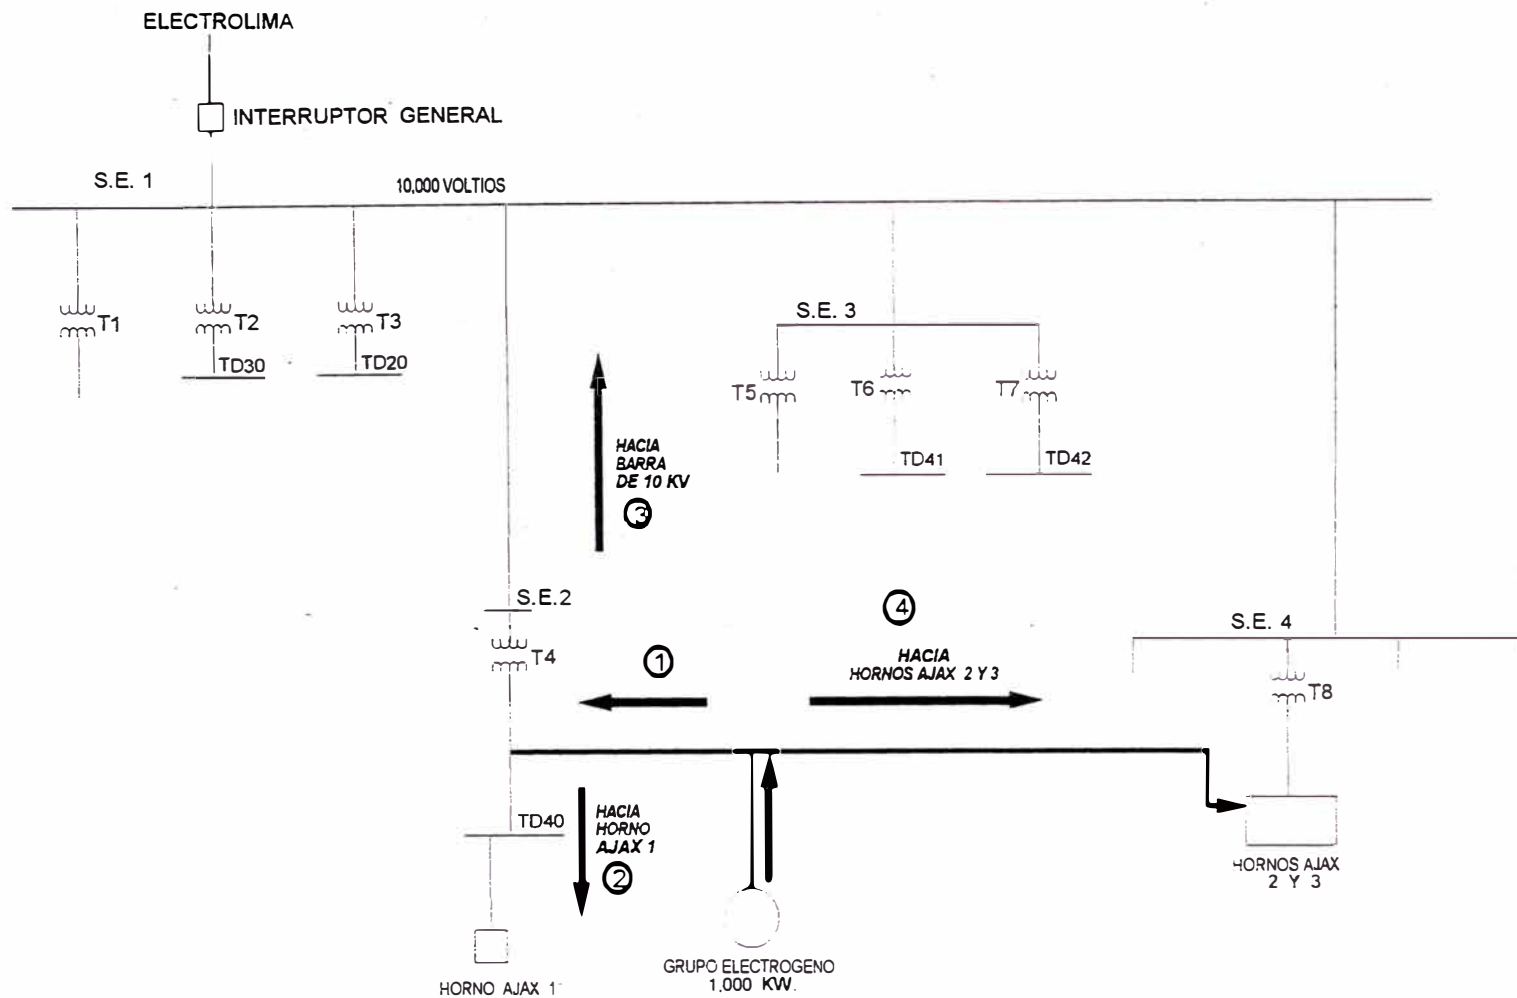 ELECTROLIMA
INTERRUPTOR GENERAL
S.E. 1
10,000 VOLTIOS
T1
T2
T3
TD30
TD20
S.E. 3
T5
T6
T7
TD41
TD42
HACIA
BARRA
DE 10 KV
3
S.E.2
T4
1
4
HACIA
HORNOS AJAX 2 Y 3
S.E. 4
T8
TD40
HACIA
HORNO
AJAX 1
2
HORNOS AJAX
2 Y 3
GRUPO ELECTROGENO
1,000 KW.
HORNO AJAX 1